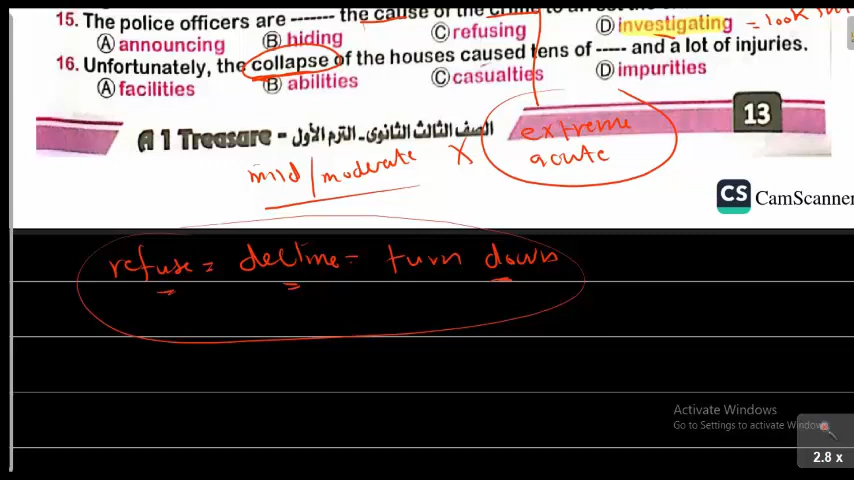 15. The police officers are ------- the cause of the crime to arrest the
Ⓐ announcing Ⓑ hiding Ⓒ refusing Ⓓ investigating = look into
16. Unfortunately, the collapse of the houses caused tens of ----- and a lot of injuries.
Ⓐ facilities Ⓑ abilities Ⓒ casualties Ⓓ impurities
A 1 Treasare - الصف الثالث الثانوى - الترم الأول
13
mild / moderate X extreme
acute
CS CamScanner
refuse = decline = turn down
Activate Windows
Go to Settings to activate Windows.
2.8 x